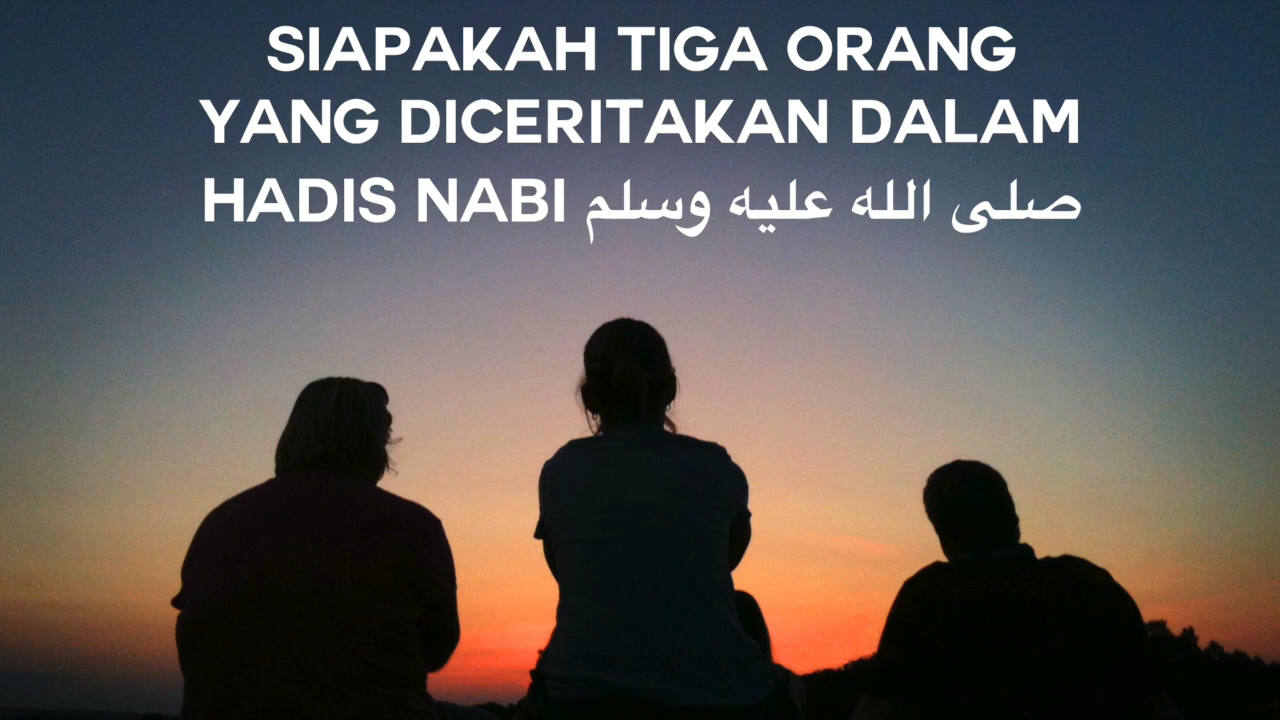 SIAPAKAH TIGA ORANG
YANG DICERITAKAN DALAM
HADIS NABI صلى الله عليه وسلم